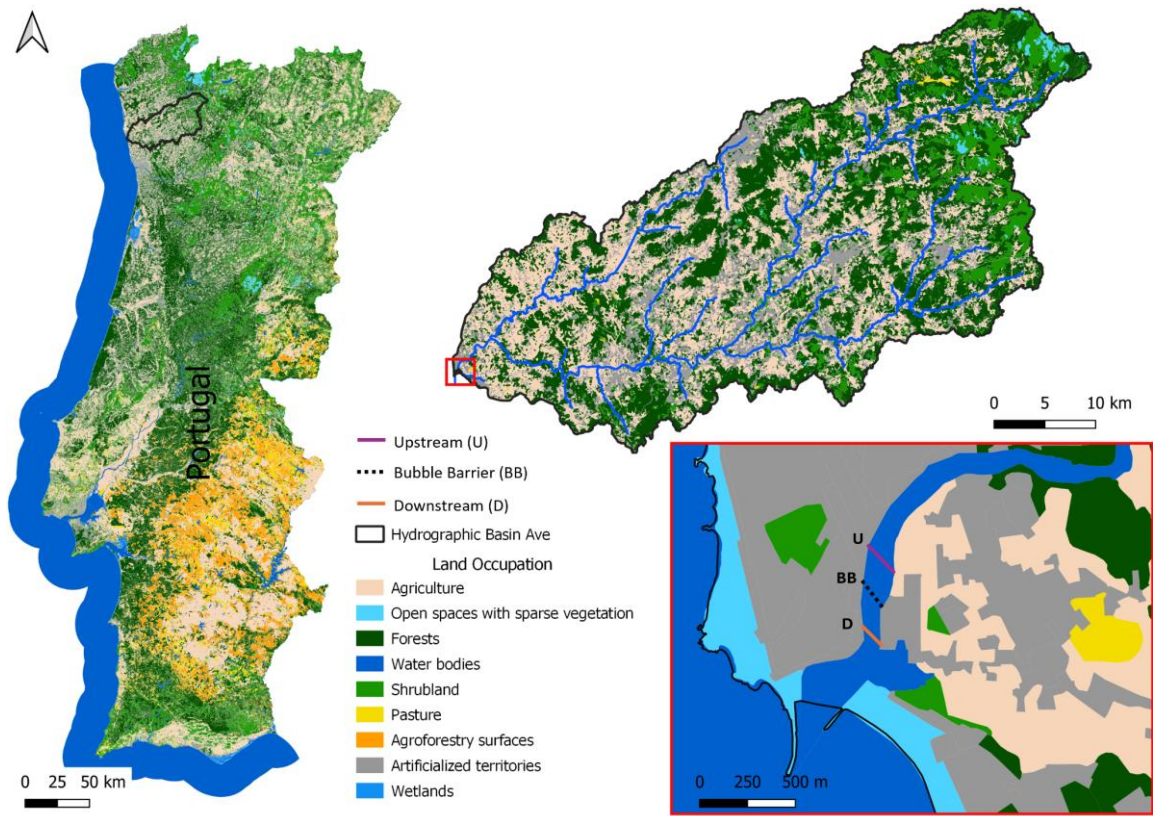 Portugal
0 25 50 km
Upstream (U)
Bubble Barrier (BB)
Downstream (D)
Hydrographic Basin Ave
Land Occupation
Agriculture
Open spaces with sparse vegetation
Forests
Water bodies
Shrubland
Pasture
Agroforestry surfaces
Artificialized territories
Wetlands
0 5 10 km
U
BB
D
0 250 500 m